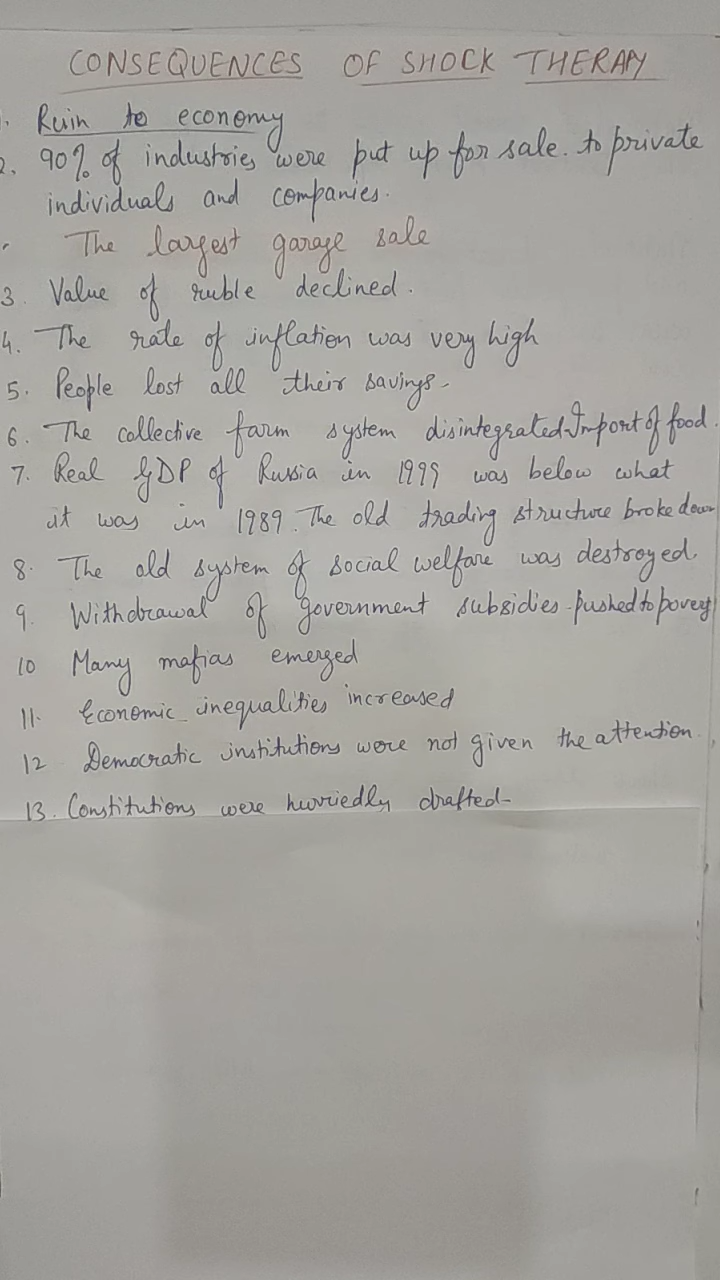 CONSEQUENCES OF SHOCK THERAPY
1. Ruin to economy
2. 90% of industries were put up for sale. to private
individuals and companies.
The largest garage sale
3. Value of ruble declined.
4. The rate of inflation was very high
5. People lost all their savings-
6. The collective farm system disintegrated-Import of food.
7. Real GDP of Russia in 1999 was below what
it was in 1989. The old trading structure broke down
8. The old system of social welfare was destroyed.
9. Withdrawal of government subsidies-pushed to povety
10 Many mafias emerged
11. Economic inequalities increased
12 Democratic institutions were not given the attention.
13. Constitutions were hurriedly drafted-